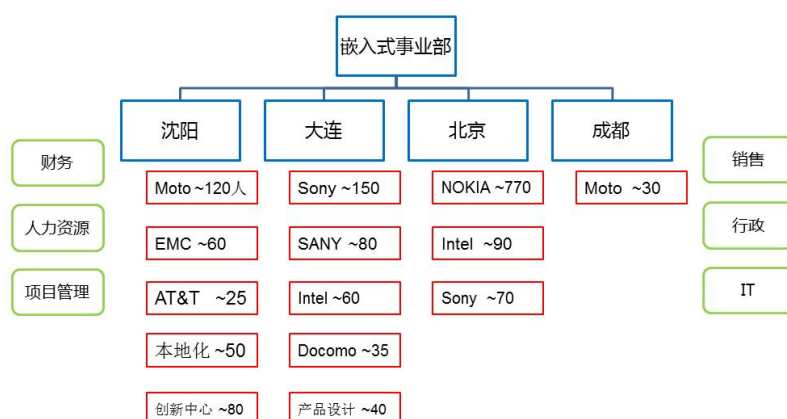 嵌入式事业部
沈阳
大连
北京
成都
财务
人力资源
项目管理
Moto ~120人
EMC ~60
AT&T ~25
本地化 ~50
创新中心 ~80
Sony ~150
SANY ~80
Intel ~60
Docomo ~35
产品设计 ~40
NOKIA ~770
Intel ~90
Sony ~70
Moto ~30
销售
行政
IT